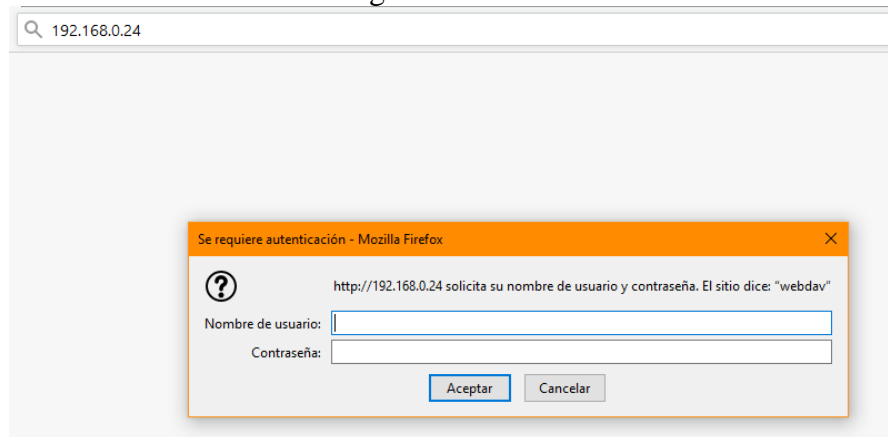 192.168.0.24
Se requiere autenticación - Mozilla Firefox
http://192.168.0.24 solicita su nombre de usuario y contraseña. El sitio dice: "webdav"
Nombre de usuario:
Contraseña:
Aceptar Cancelar